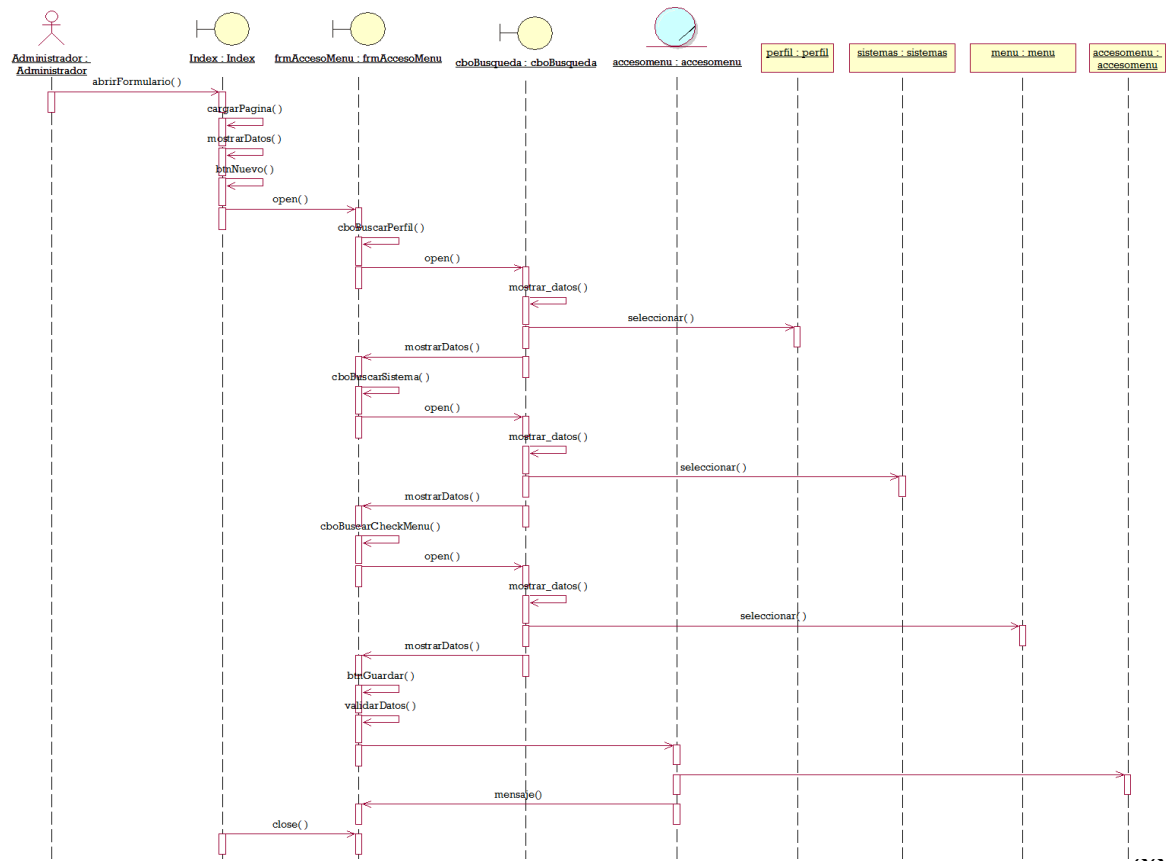 Administrador :
Administrador
Index : Index
frmAccesoMenu : frmAccesoMenu
cboBusqueda : cboBusqueda
accesomenu : accesomenu
perfil : perfil
sistemas : sistemas
menu : menu
accesomenu :
accesomenu
abrirFormulario( )
cargarPagina( )
mostrarDatos( )
btnNuevo( )
open( )
cboBuscarPerfil( )
open( )
mostrar_datos( )
seleccionar( )
mostrarDatos( )
cboBuscarSistema( )
open( )
mostrar_datos( )
seleccionar( )
mostrarDatos( )
cboBuscarCheckMenu( )
open( )
mostrar_datos( )
seleccionar( )
mostrarDatos( )
btnGuardar( )
validarDatos( )
mensaje()
close( )